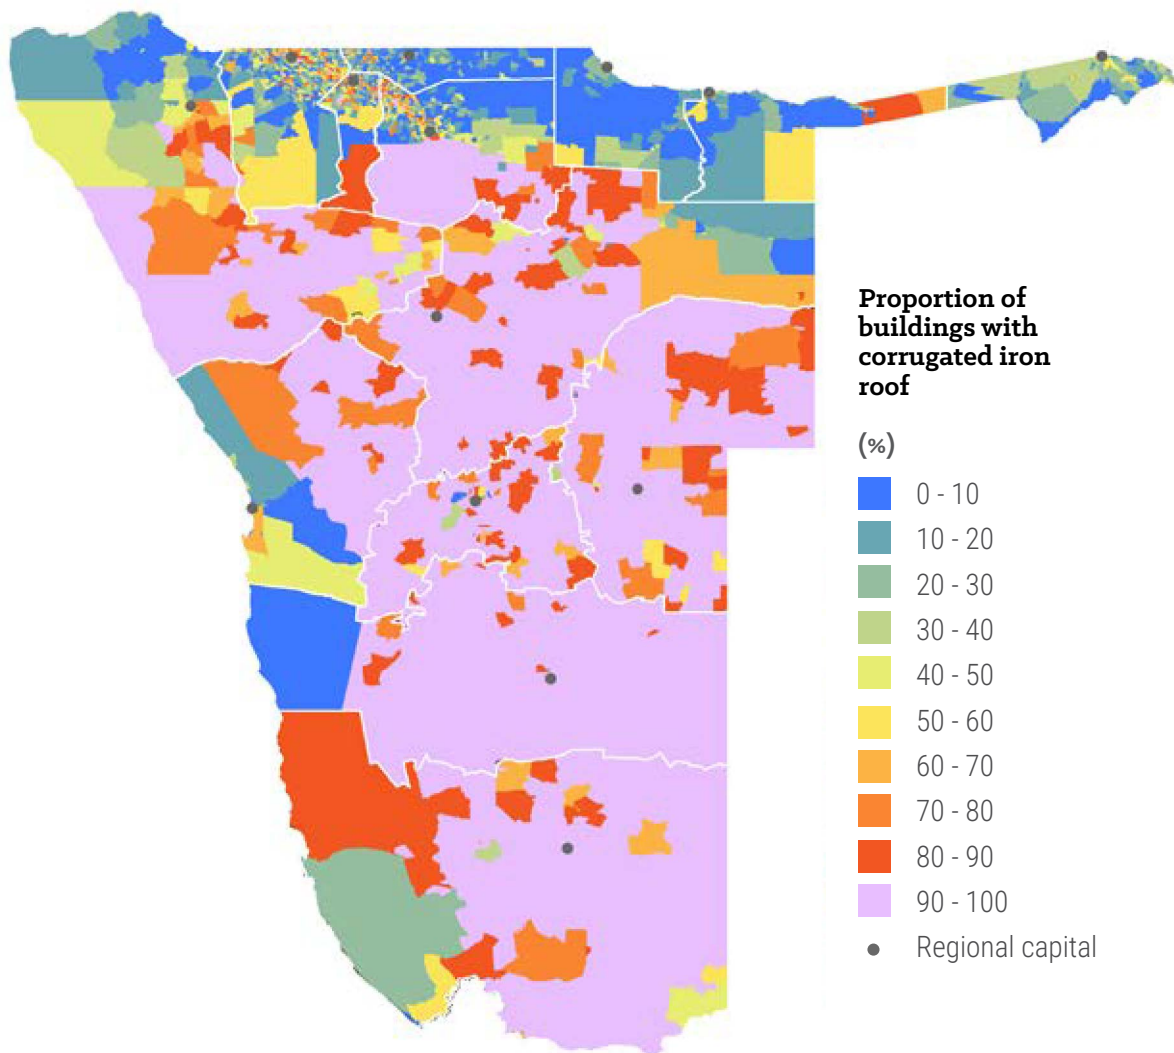 Proportion of
buildings with
corrugated iron
roof
(%)
0 - 10
10 - 20
20 - 30
30 - 40
40 - 50
50 - 60
60 - 70
70 - 80
80 - 90
90 - 100
Regional capital